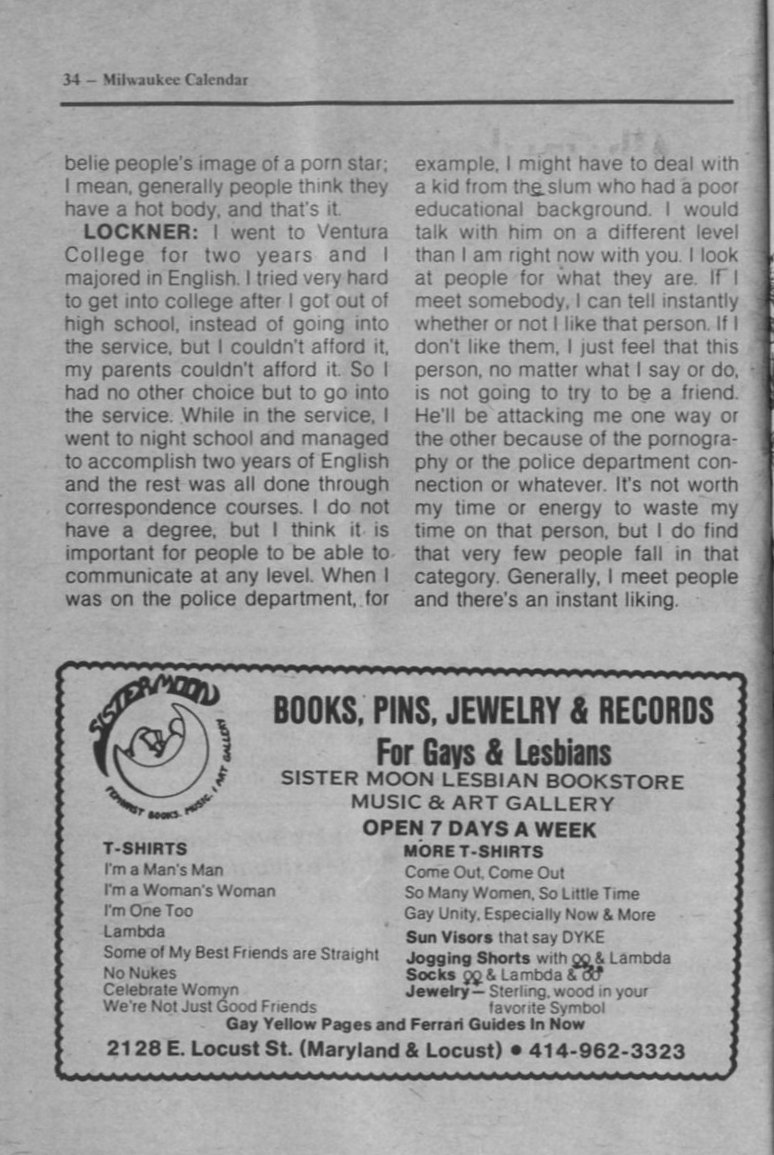 34 — Milwaukee Calendar
belie people's image of a porn star;
I mean, generally people think they
have a hot body, and that's it.
LOCKNER: I went to Ventura
College for two years and I
majored in English. I tried very hard
to get into college after I got out of
high school, instead of going into
the service, but I couldn't afford it,
my parents couldn't afford it. So I
had no other choice but to go into
the service. While in the service, I
went to night school and managed
to accomplish two years of English
and the rest was all done through
correspondence courses. I do not
have a degree, but I think it is
important for people to be able to
communicate at any level. When I
was on the police department, for
example, I might have to deal with
a kid from the slum who had a poor
educational background. I would
talk with him on a different level
than I am right now with you. I look
at people for what they are. If I
meet somebody, I can tell instantly
whether or not I like that person. If I
don't like them, I just feel that this
person, no matter what I say or do,
is not going to try to be a friend.
He'll be attacking me one way or
the other because of the pornogra-
phy or the police department con-
nection or whatever. It's not worth
my time or energy to waste my
time on that person, but I do find
that very few people fall in that
category. Generally, I meet people
and there's an instant liking.
SISTER MOON
FEMINIST BOOKS, MUSIC, / ART GALLERY
BOOKS, PINS, JEWELRY & RECORDS
For Gays & Lesbians
SISTER MOON LESBIAN BOOKSTORE
MUSIC & ART GALLERY
OPEN 7 DAYS A WEEK
T-SHIRTS
I'm a Man's Man
I'm a Woman's Woman
I'm One Too
Lambda
Some of My Best Friends are Straight
No Nukes
Celebrate Womyn
We're Not Just Good Friends
MORE T-SHIRTS
Come Out, Come Out
So Many Women, So Little Time
Gay Unity, Especially Now & More
Sun Visors that say DYKE
Jogging Shorts with ⚢ & Lambda
Socks ⚢ & Lambda & ⚣
Jewelry — Sterling, wood in your
favorite Symbol
Gay Yellow Pages and Ferrari Guides In Now
2128 E. Locust St. (Maryland & Locust) • 414-962-3323